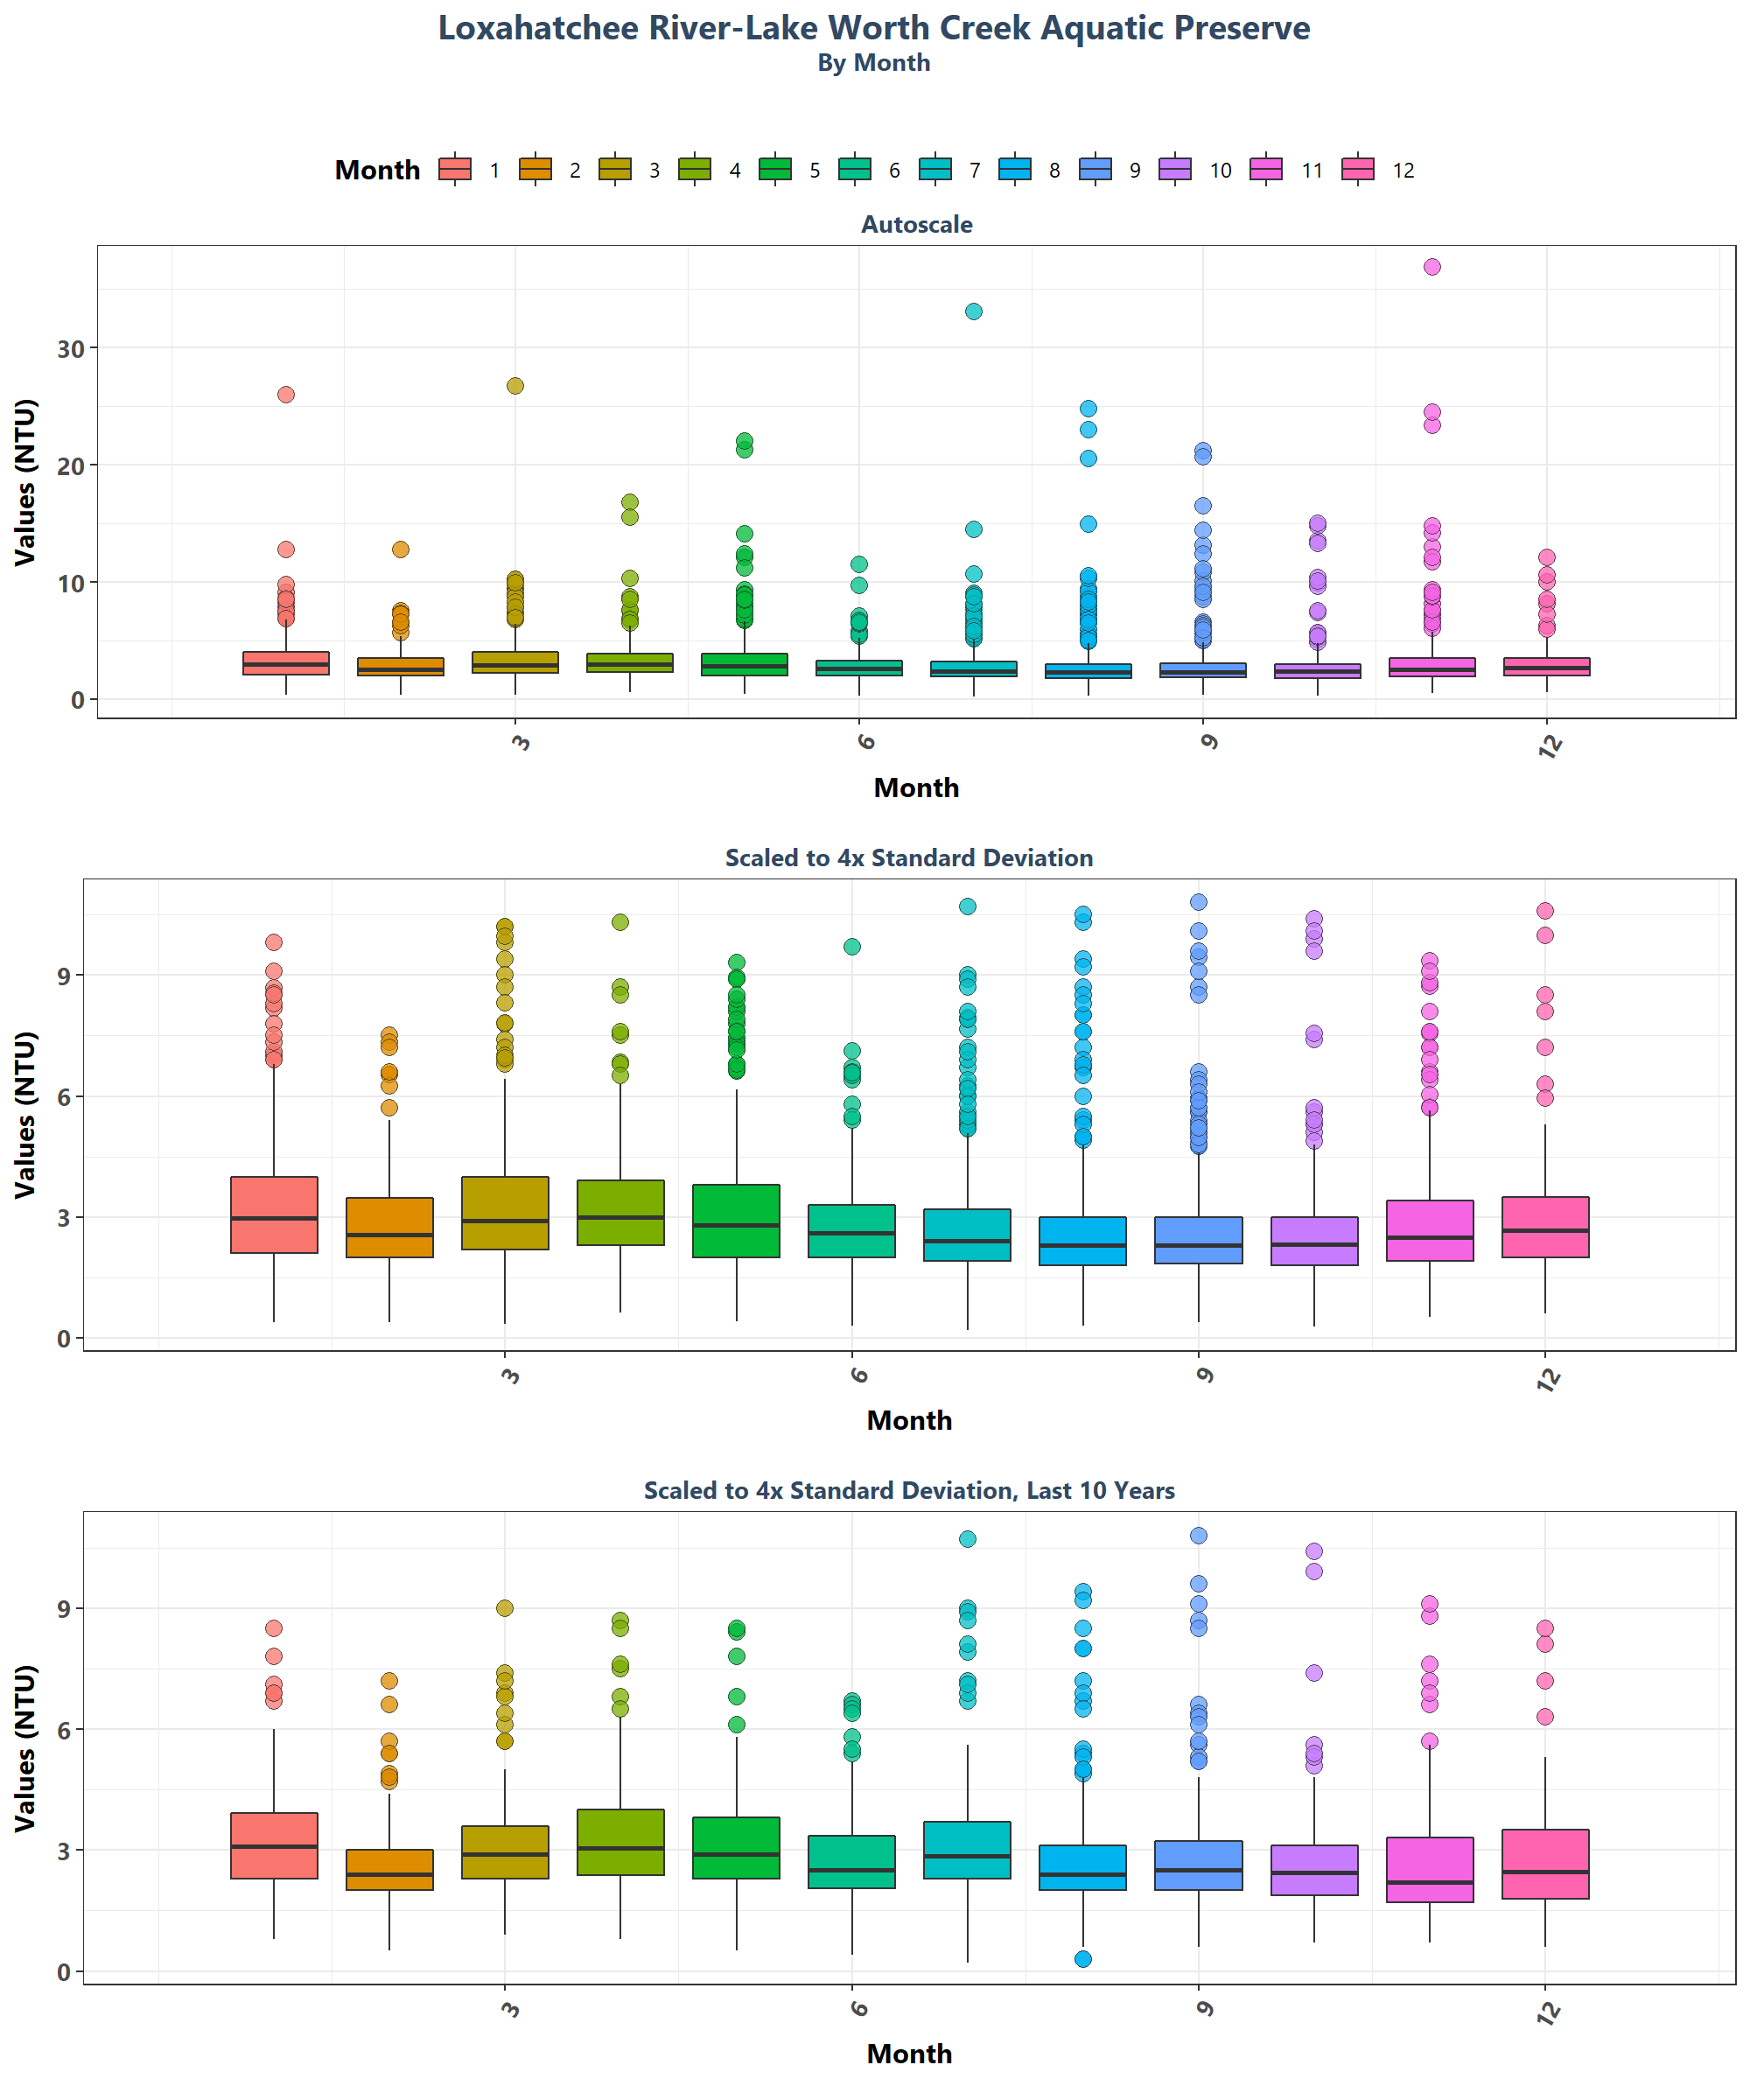 Loxahatchee River-Lake Worth Creek Aquatic Preserve
By Month
Month 1 2 3 4 5 6 7 8 9 10 11 12
Autoscale
Values (NTU)
30
20
10
0
3 6 9 12
Month
Scaled to 4x Standard Deviation
Values (NTU)
9
6
3
0
3 6 9 12
Month
Scaled to 4x Standard Deviation, Last 10 Years
Values (NTU)
9
6
3
0
3 6 9 12
Month